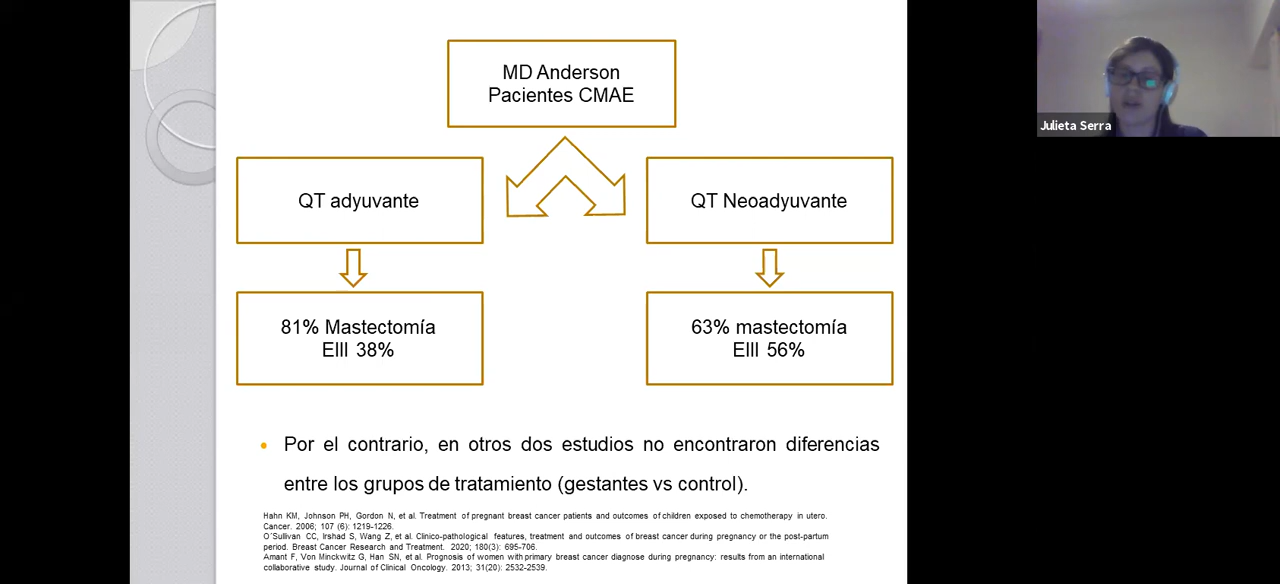 MD Anderson
Pacientes CMAE
QT adyuvante
QT Neoadyuvante
81% Mastectomía
EIII 38%
63% mastectomía
EIII 56%
Por el contrario, en otros dos estudios no encontraron diferencias
entre los grupos de tratamiento (gestantes vs control).
Hahn KM, Johnson PH, Gordon N, et al. Treatment of pregnant breast cancer patients and outcomes of children exposed to chemotherapy in utero.
Cancer. 2006; 107 (6): 1219-1226.
O´Sullivan CC, Irshad S, Wang Z, et al. Clinico-pathological features, treatment and outcomes of breast cancer during pregnancy or the post-partum
period. Breast Cancer Research and Treatment. 2020; 180(3): 695-706.
Amant F, Von Minckwitz G, Han SN, et al. Prognosis of women with primary breast cancer diagnose during pregnancy: results from an international
collaborative study. Journal of Clinical Oncology. 2013; 31(20): 2532-2539.
Julieta Serra